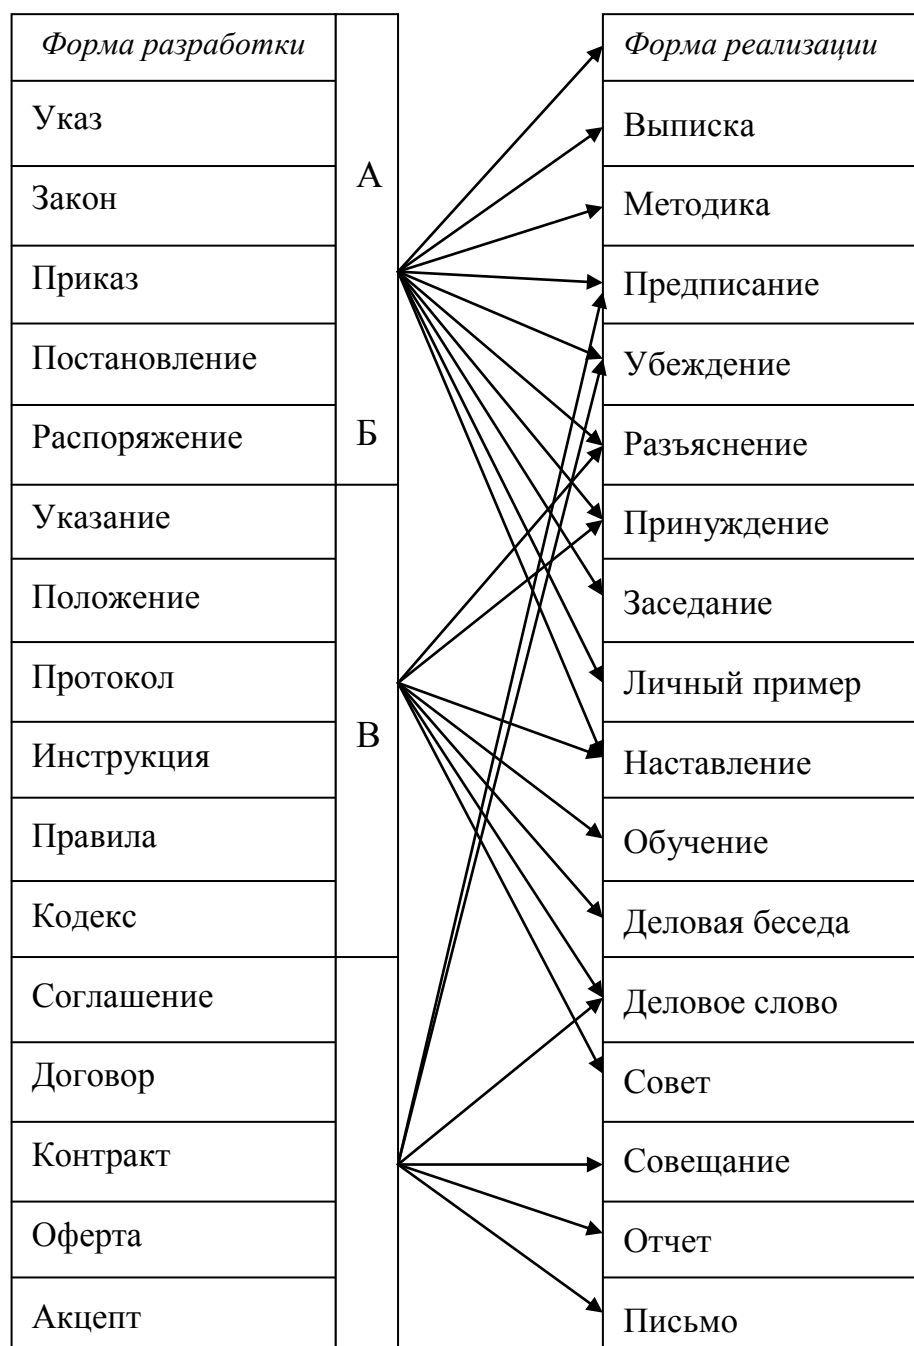 Форма разработки
Указ
Закон
Приказ
Постановление
Распоряжение
Указание
Положение
Протокол
Инструкция
Правила
Кодекс
Соглашение
Договор
Контракт
Оферта
Акцепт
А
Б
В
Форма реализации
Выписка
Методика
Предписание
Убеждение
Разъяснение
Принуждение
Заседание
Личный пример
Наставление
Обучение
Деловая беседа
Деловое слово
Совет
Совещание
Отчет
Письмо